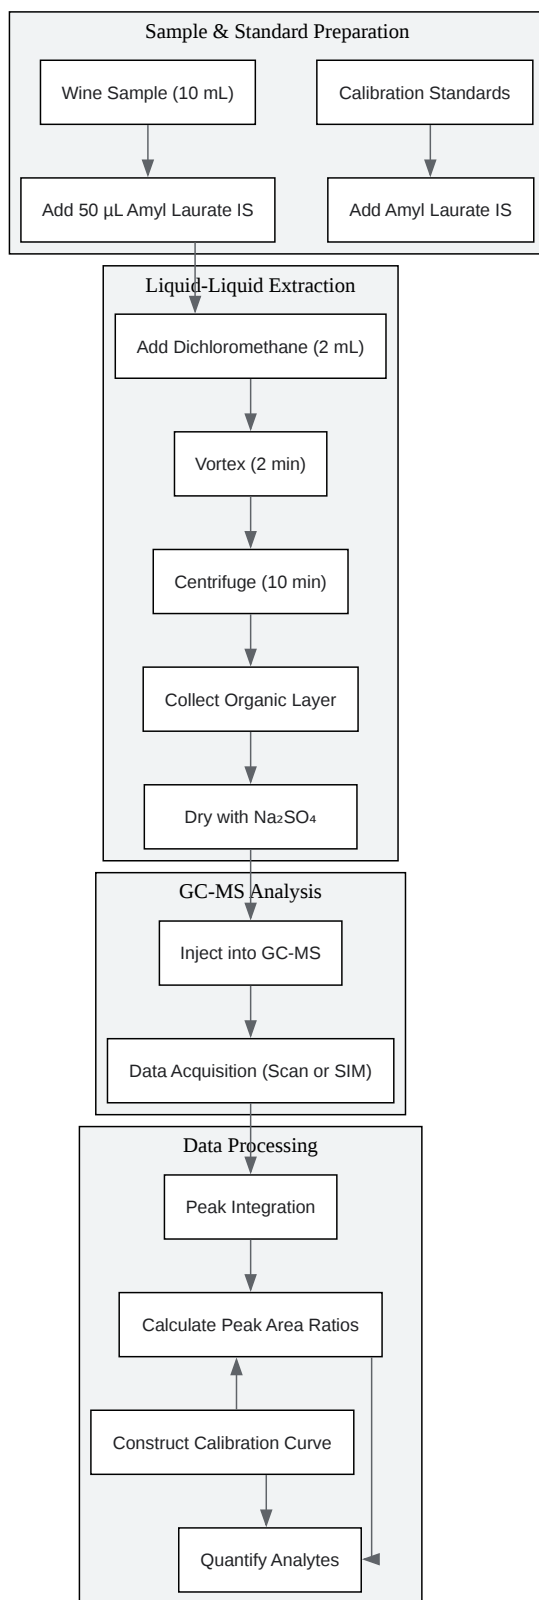 Sample & Standard Preparation
Wine Sample (10 mL)
Calibration Standards
Add 50 µL Amyl Laurate IS
Add Amyl Laurate IS
Liquid-Liquid Extraction
Add Dichloromethane (2 mL)
Vortex (2 min)
Centrifuge (10 min)
Collect Organic Layer
Dry with Na₂SO₄
GC-MS Analysis
Inject into GC-MS
Data Acquisition (Scan or SIM)
Data Processing
Peak Integration
Calculate Peak Area Ratios
Construct Calibration Curve
Quantify Analytes